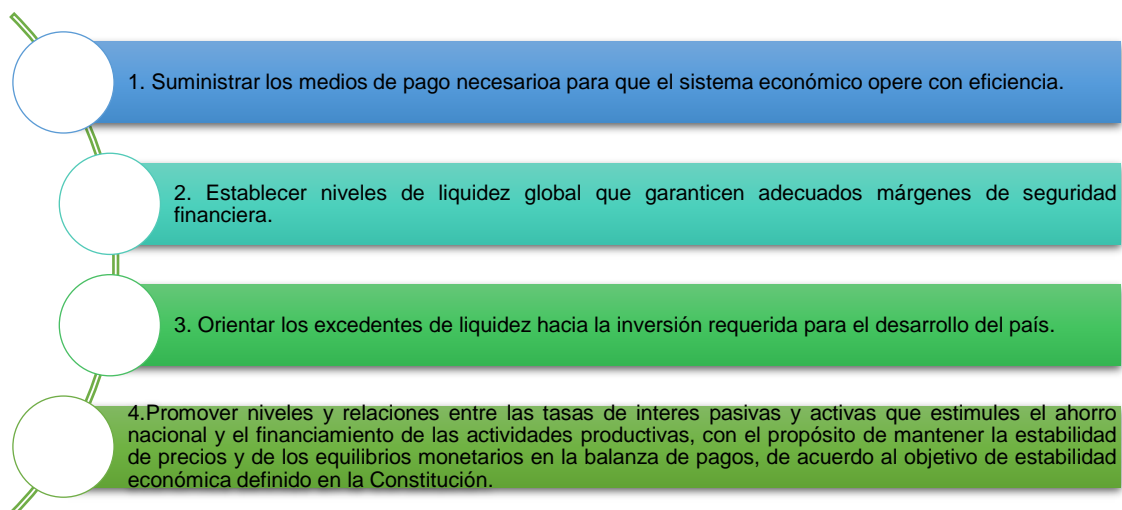 1. Suministrar los medios de pago necesarioa para que el sistema económico opere con eficiencia.
2. Establecer niveles de liquidez global que garanticen adecuados márgenes de seguridad
financiera.
3. Orientar los excedentes de liquidez hacia la inversión requerida para el desarrollo del país.
4.Promover niveles y relaciones entre las tasas de interes pasivas y activas que estimules el ahorro
nacional y el financiamiento de las actividades productivas, con el propósito de mantener la estabilidad
de precios y de los equilibrios monetarios en la balanza de pagos, de acuerdo al objetivo de estabilidad
económica definido en la Constitución.